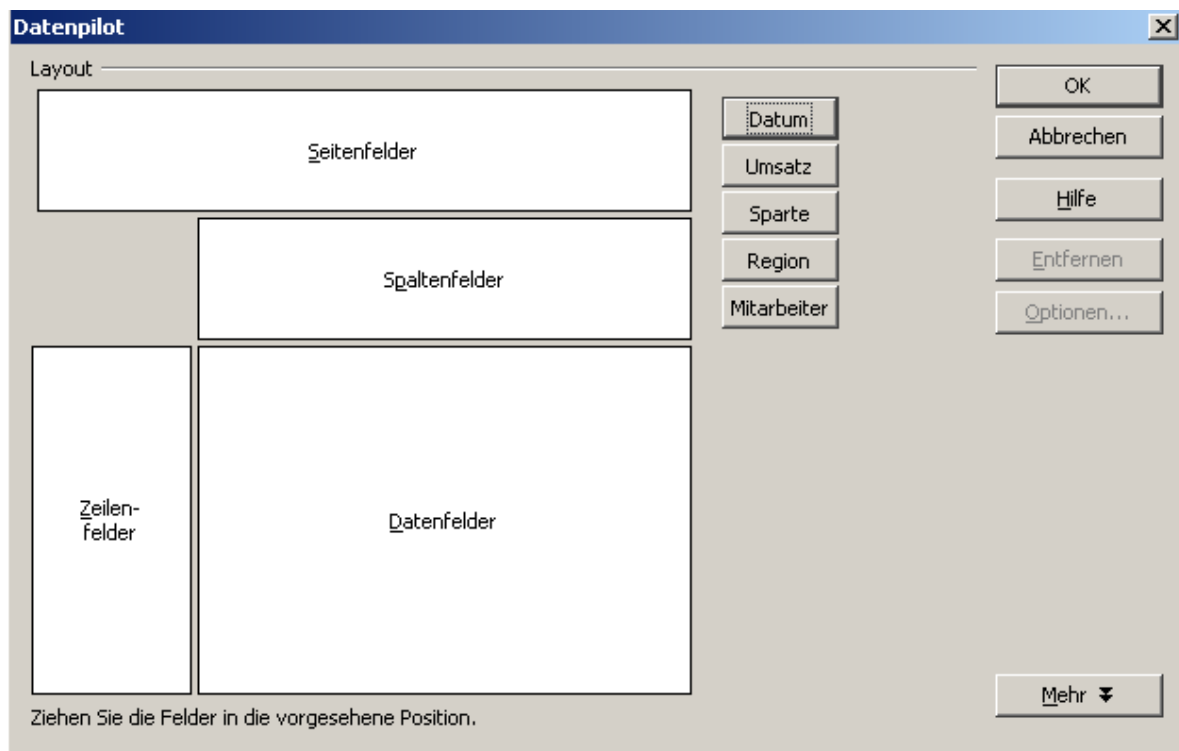 Datenpilot
Layout
Seitenfelder
Spaltenfelder
Zeilen-
felder
Datenfelder
Datum
Umsatz
Sparte
Region
Mitarbeiter
OK
Abbrechen
Hilfe
Entfernen
Optionen...
Mehr
Ziehen Sie die Felder in die vorgesehene Position.